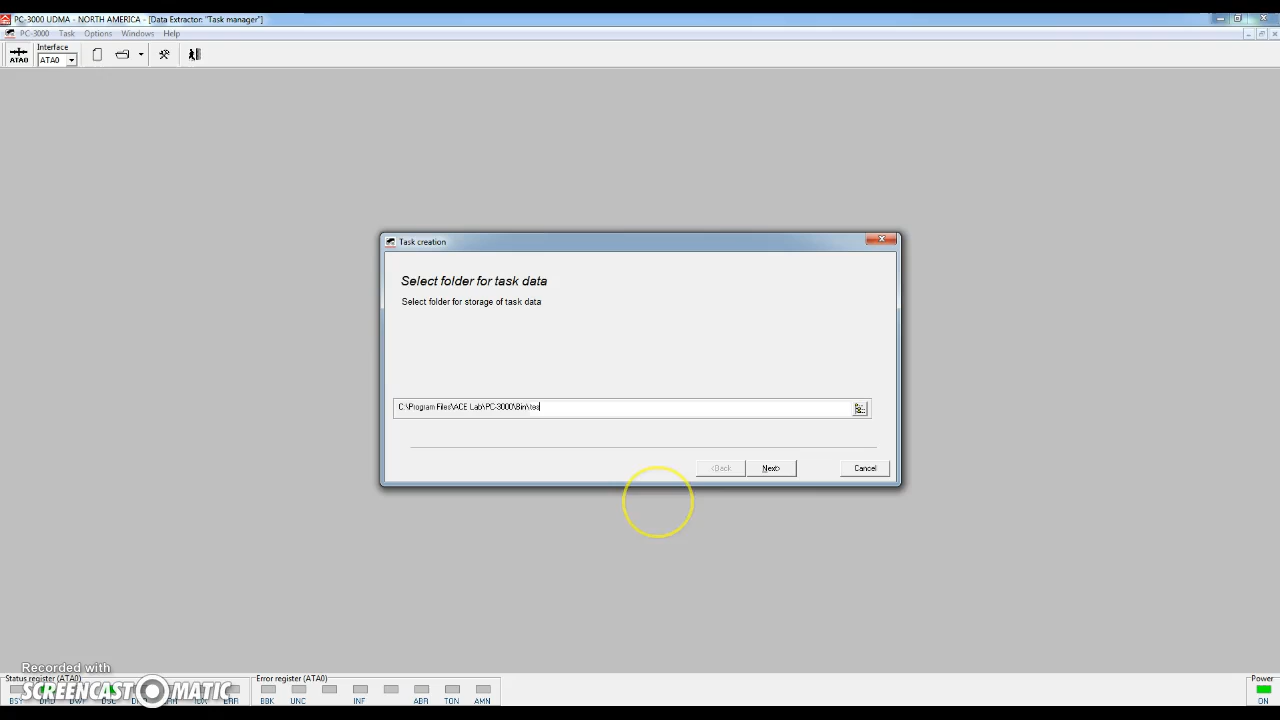 PC-3000 UDMA - NORTH AMERICA - [Data Extractor: "Task manager"]
PC-3000 Task Options Windows Help
Interface
ATA0 ATA0
Task creation
Select folder for task data
Select folder for storage of task data
C:\Program Files\ACE Lab\PC-3000\Bin\tes
<Back Next> Cancel
Recorded with
Status register (ATA0) Error register (ATA0) Power
SCREENCAST-O-MATIC
BSY ERR BBK UNC INF ABR TON AMN ON